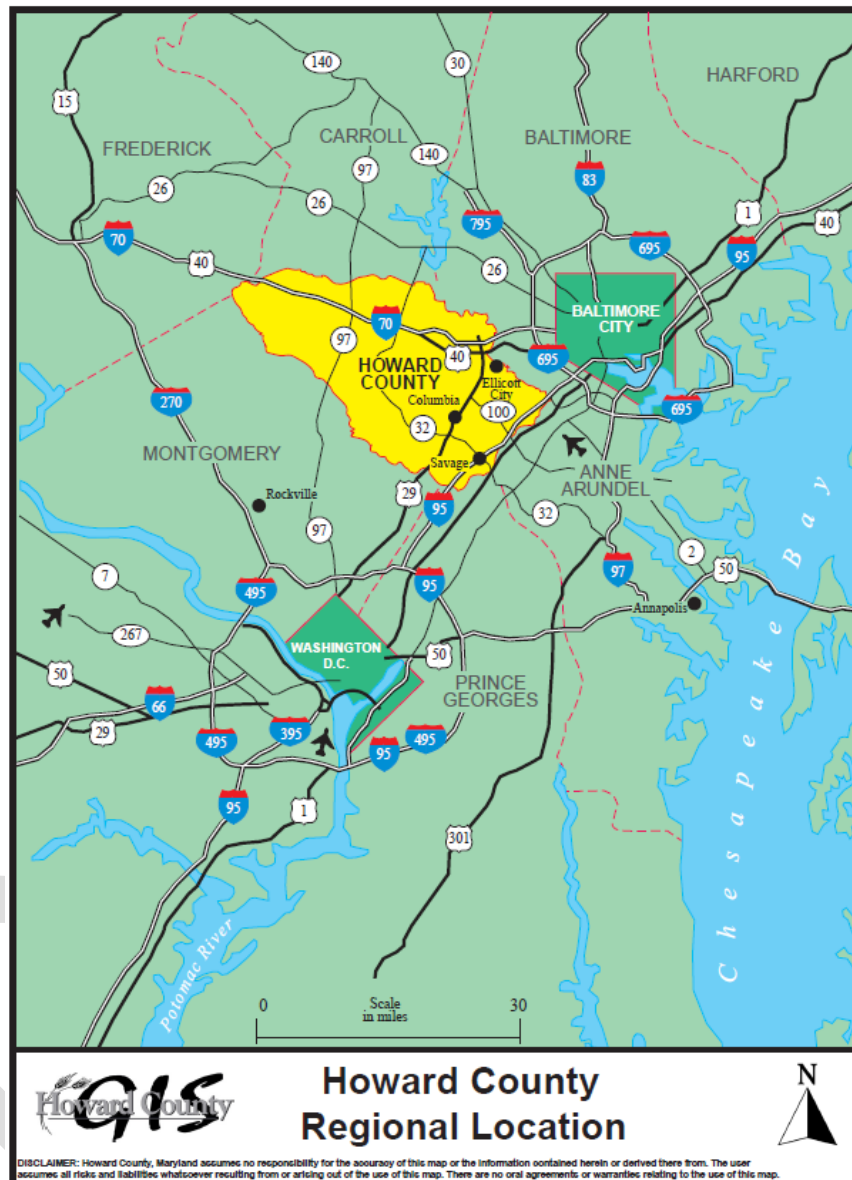 140
30
HARFORD
15
CARROLL
BALTIMORE
FREDERICK
97
140
83
26
26
795
1
70
695
40
40
26
95
70
BALTIMORE
CITY
97
HOWARD
COUNTY
40
695
Ellicott
City
270
Columbia
100
695
32
MONTGOMERY
Savage
ANNE
ARUNDEL
29
Rockville
95
32
97
2
7
95
97
50
495
Annapolis
267
WASHINGTON
D.C.
50
50
PRINCE
GEORGES
66
29
395
495
495
95
95
1
301
Chesapeake Bay
Potomac River
0
Scale
in miles
30
GIS
Howard County
Howard County
Regional Location
N
DISCLAIMER: Howard County, Maryland assumes no responsibility for the accuracy of this map or the information contained herein or derived there from. The user
assumes all risks and liabilities whatsoever resulting from or arising out of the use of this map. There are no oral agreements or warranties relating to the use of this map.